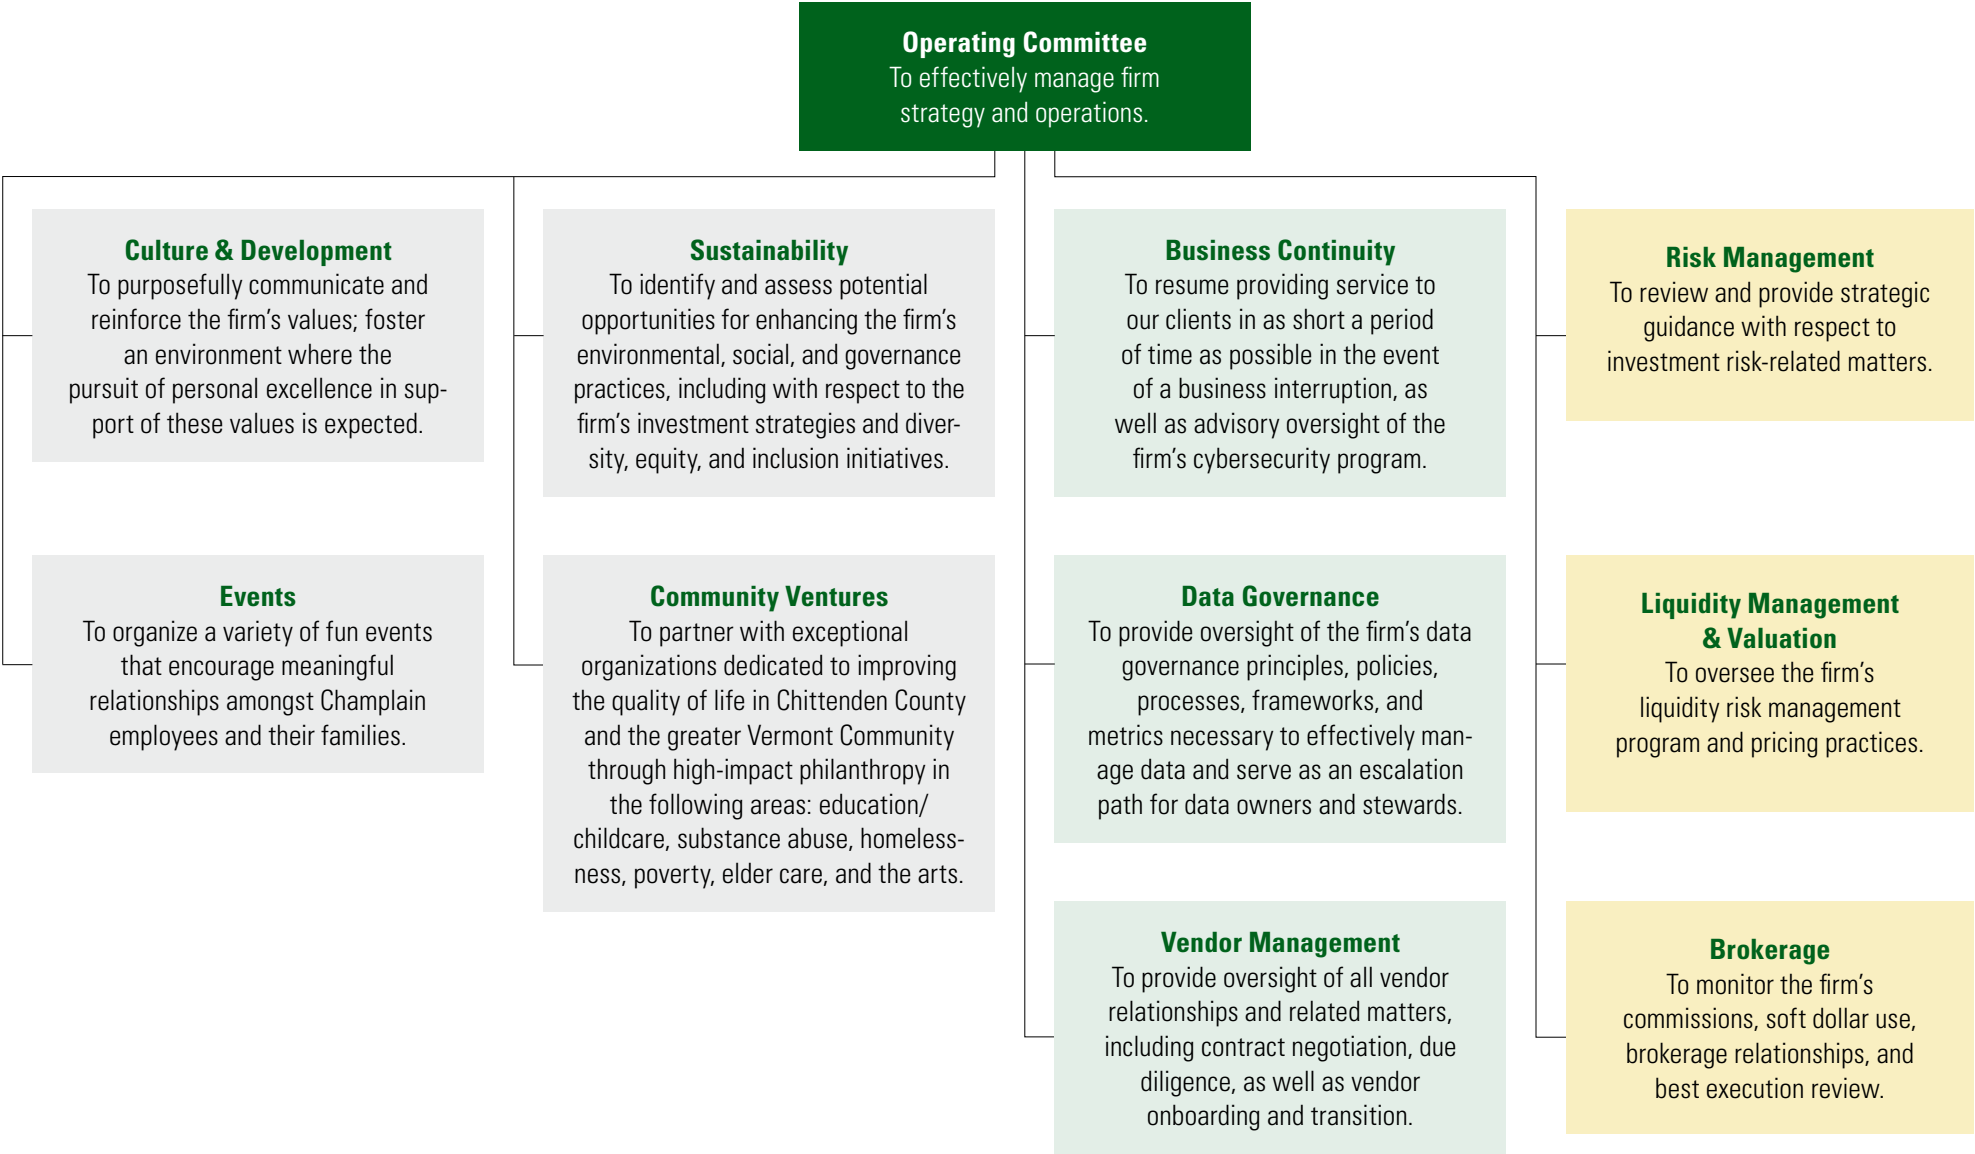 Operating Committee
To effectively manage firm
strategy and operations.
Culture & Development
To purposefully communicate and
reinforce the firm's values; foster
an environment where the
pursuit of personal excellence in sup-
port of these values is expected.
Sustainability
To identify and assess potential
opportunities for enhancing the firm's
environmental, social, and governance
practices, including with respect to the
firm's investment strategies and diver-
sity, equity, and inclusion initiatives.
Business Continuity
To resume providing service to
our clients in as short a period
of time as possible in the event
of a business interruption, as
well as advisory oversight of the
firm's cybersecurity program.
Risk Management
To review and provide strategic
guidance with respect to
investment risk-related matters.
Events
To organize a variety of fun events
that encourage meaningful
relationships amongst Champlain
employees and their families.
Community Ventures
To partner with exceptional
organizations dedicated to improving
the quality of life in Chittenden County
and the greater Vermont Community
through high-impact philanthropy in
the following areas: education/
childcare, substance abuse, homeless-
ness, poverty, elder care, and the arts.
Data Governance
To provide oversight of the firm's data
governance principles, policies,
processes, frameworks, and
metrics necessary to effectively man-
age data and serve as an escalation
path for data owners and stewards.
Liquidity Management
& Valuation
To oversee the firm's
liquidity risk management
program and pricing practices.
Vendor Management
To provide oversight of all vendor
relationships and related matters,
including contract negotiation, due
diligence, as well as vendor
onboarding and transition.
Brokerage
To monitor the firm's
commissions, soft dollar use,
brokerage relationships, and
best execution review.